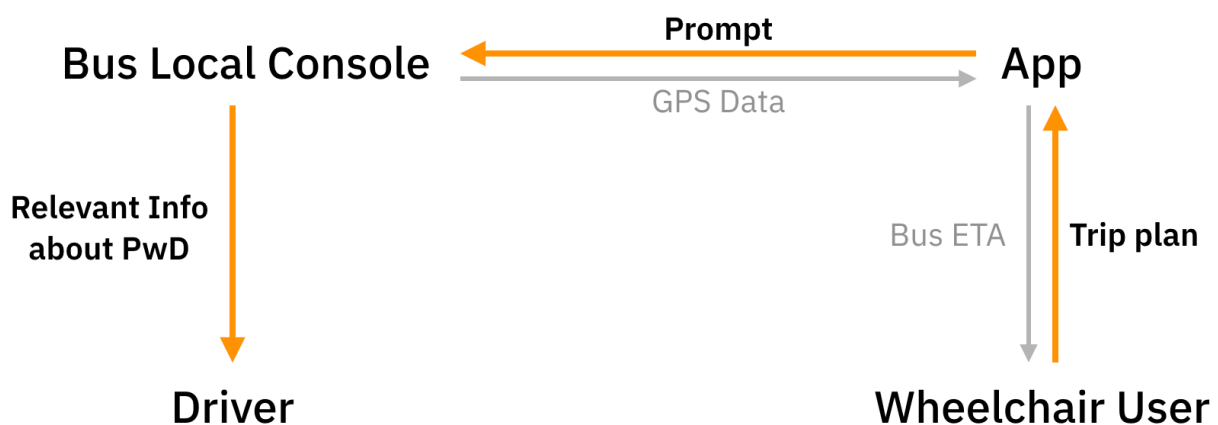 Prompt
Bus Local Console
App
GPS Data
Relevant Info
about PwD
Bus ETA
Trip plan
Driver
Wheelchair User